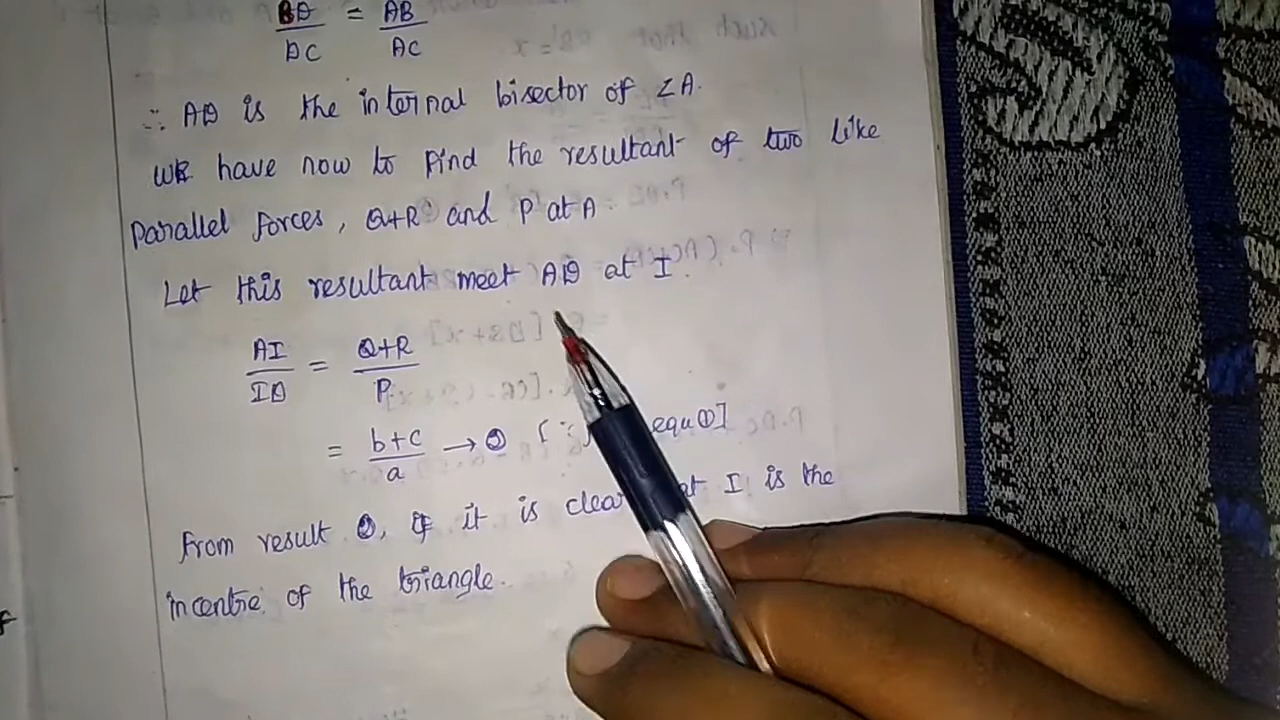 BD/DC = AB/AC
∴ AD is the internal bisector of ∠A.
we have now to find the resultant of two like
parallel forces, Q+R and P at A
Let this resultant meet AD at I.
AI/ID = Q+R/P
= b+c/a → ② [∵ equ①]
From result ②, it is clear at I is the
incentre of the triangle.